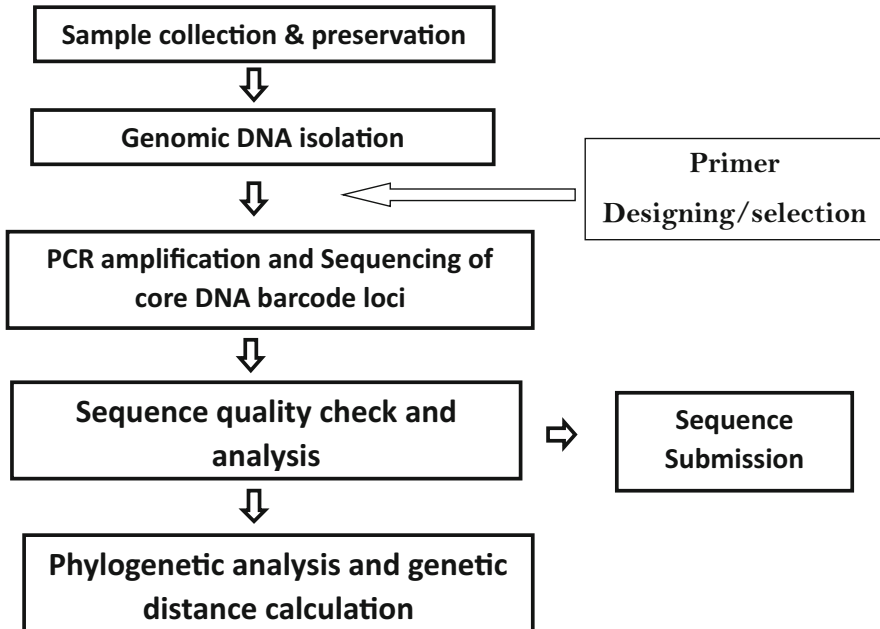 Sample collection & preservation
Genomic DNA isolation
Primer
Designing/selection
PCR amplification and Sequencing of
core DNA barcode loci
Sequence quality check and
analysis
Sequence
Submission
Phylogenetic analysis and genetic
distance calculation